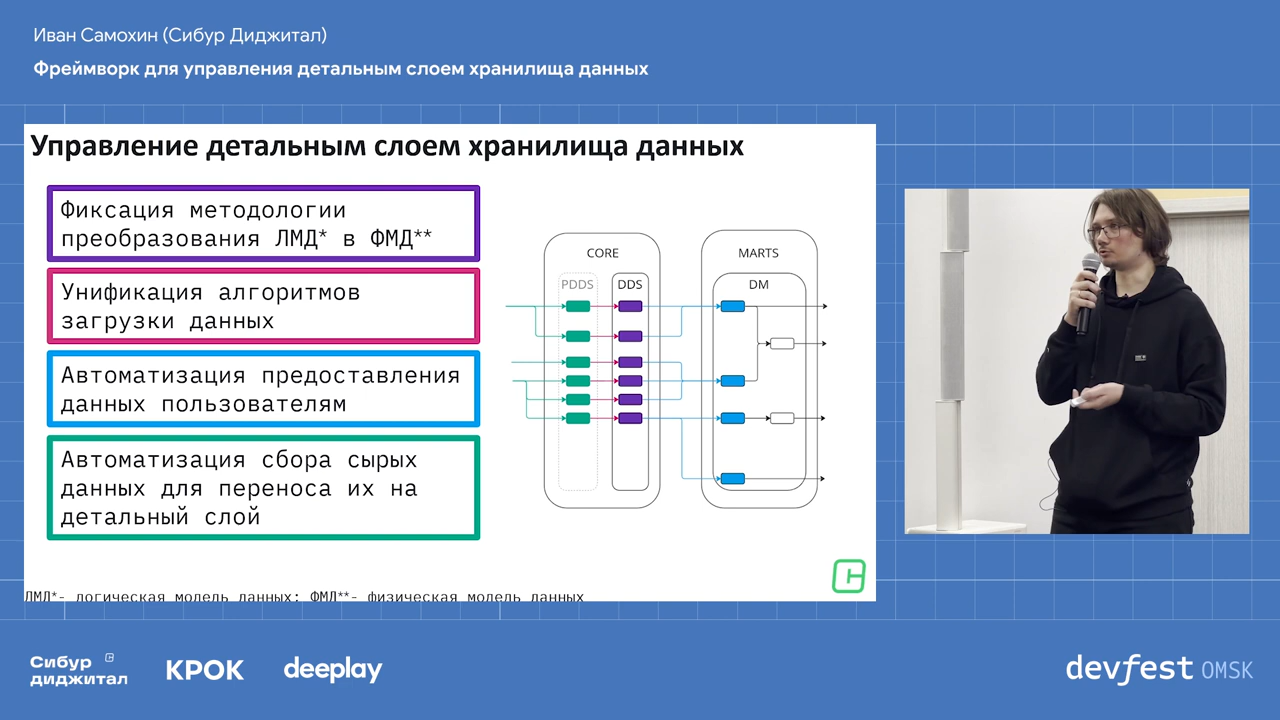 Иван Самохин (Сибур Диджитал)
Фреймворк для управления детальным слоем хранилища данных
Управление детальным слоем хранилища данных
Фиксация методологии
преобразования ЛМД* в ФМД**
Унификация алгоритмов
загрузки данных
Автоматизация предоставления
данных пользователям
Автоматизация сбора сырых
данных для переноса их на
детальный слой
CORE
PDDS
DDS
MARTS
DM
ЛМД*- логическая модель данных; ФМД**- физическая модель данных
Сибур
диджитал
КРОК
deeplay
devfest OMSK